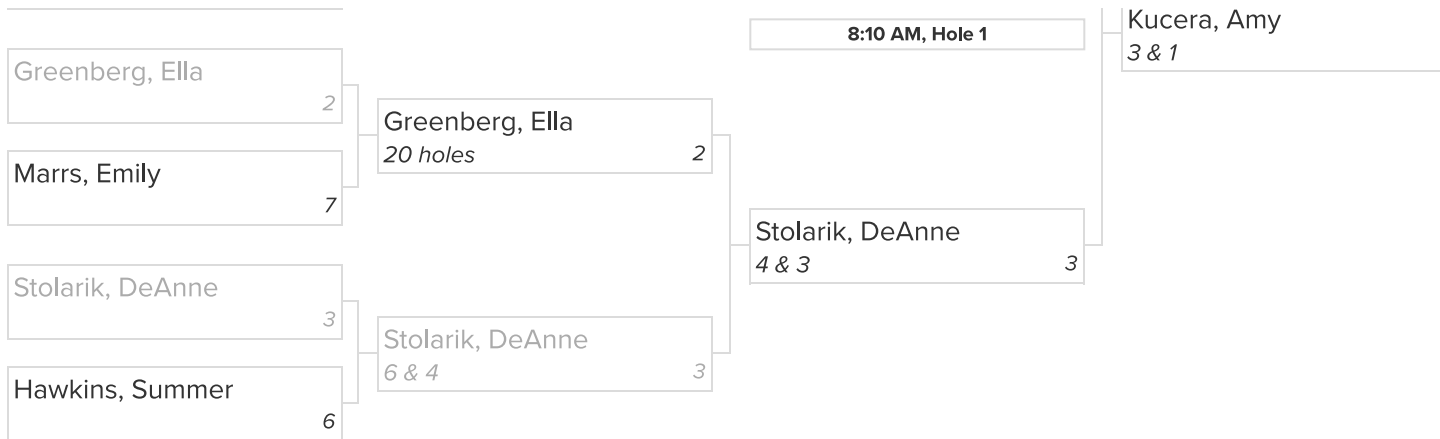 Greenberg, Ella
2
Marrs, Emily
7
Stolarik, DeAnne
3
Hawkins, Summer
6
Greenberg, Ella
20 holes 2
Stolarik, DeAnne
6 & 4 3
8:10 AM, Hole 1
Stolarik, DeAnne
4 & 3 3
Kucera, Amy
3 & 1